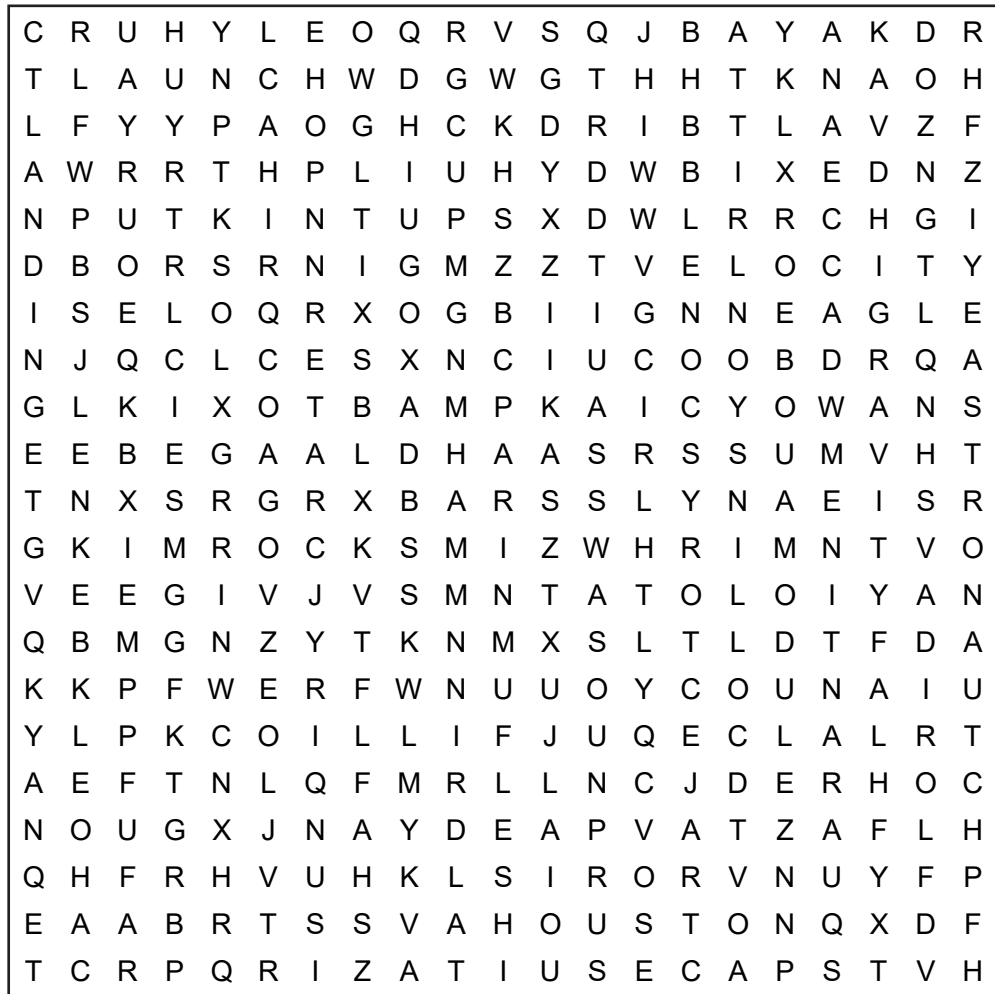 C R U H Y L E O Q R V S Q J B A Y A K D R
T L A U N C H W D G W G T H H T K N A O H
L F Y Y P A O G H C K D R I B T L A V Z F
A W R R T H P L I U H Y D W B I X E D N Z
N P U T K I N T U P S X D W L R R C H G I
D B O R S R N I G M Z Z T V E L O C I T Y
I S E L O Q R X O G B I I G N N E A G L E
N J Q C L C E S X N C I U C O O B D R Q A
G L K I X O T B A M P K A I C Y O W A N S
E E B E G A A L D H A A S R S S U M V H T
T N X S R G R X B A R S S L Y N A E I S R
G K I M R O C K S M I Z W H R I M N T V O
V E E G I V J V S M N T A T O L O I Y A N
Q B M G N Z Y T K N M X S L T L D T F D A
K K P F W E R F W N U U O Y C O U N A I U
Y L P K C O I L L I F J U Q E C L A L R T
A E F T N L Q F M R L L N C J D E R H O C
N O U G X J N A Y D E A P V A T Z A F L H
Q H F R H V U H K L S I R O R V N U Y F P
E A A B R T S S V A H O U S T O N Q X D F
T C R P Q R I Z A T I U S E C A P S T V H